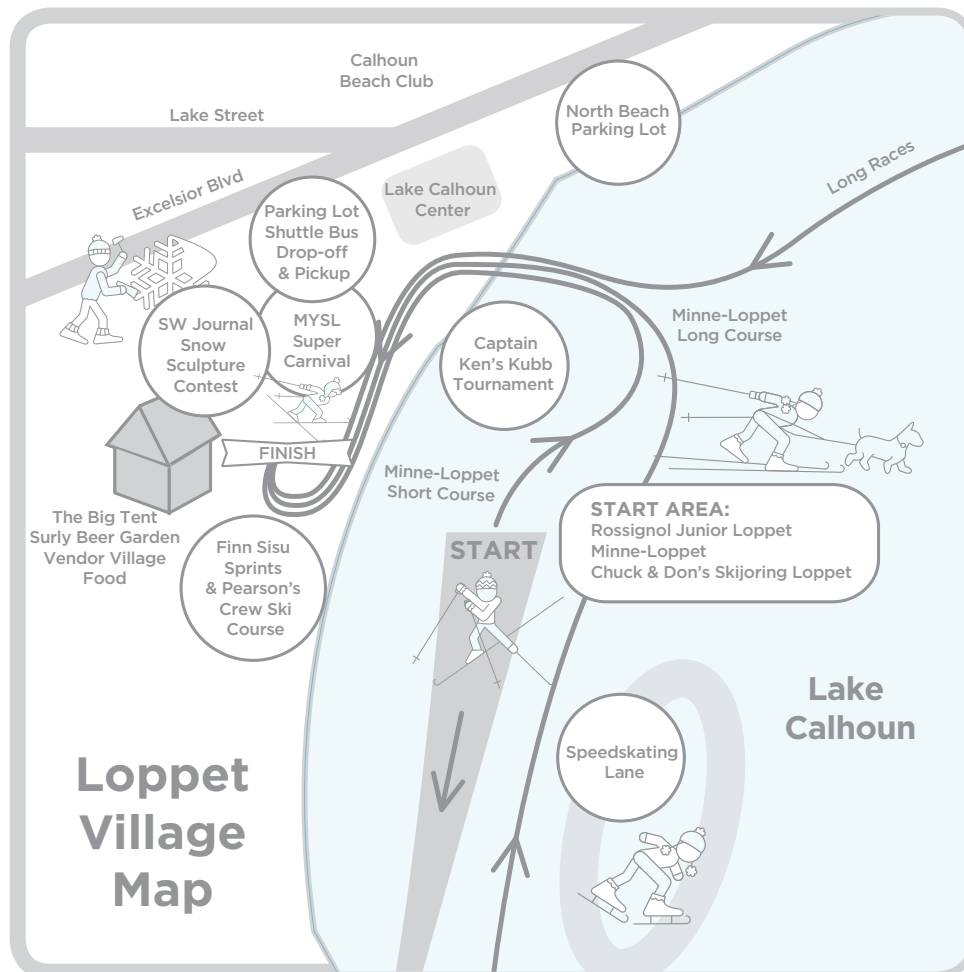 Calhoun
Beach Club
Lake Street
North Beach
Parking Lot
Long Races
Excelsior Blvd
Lake Calhoun
Center
Parking Lot
Shuttle Bus
Drop-off
& Pickup
SW Journal
Snow
Sculpture
Contest
MYSL
Super
Carnival
Captain
Ken's Kubb
Tournament
Minne-Loppet
Long Course
FINISH
Minne-Loppet
Short Course
The Big Tent
Surly Beer Garden
Vendor Village
Food
Finn Sisu
Sprints
& Pearson's
Crew Ski
Course
START
START AREA:
Rossignol Junior Loppet
Minne-Loppet
Chuck & Don's Skijoring Loppet
Lake
Calhoun
Speedskating
Lane
Loppet
Village
Map